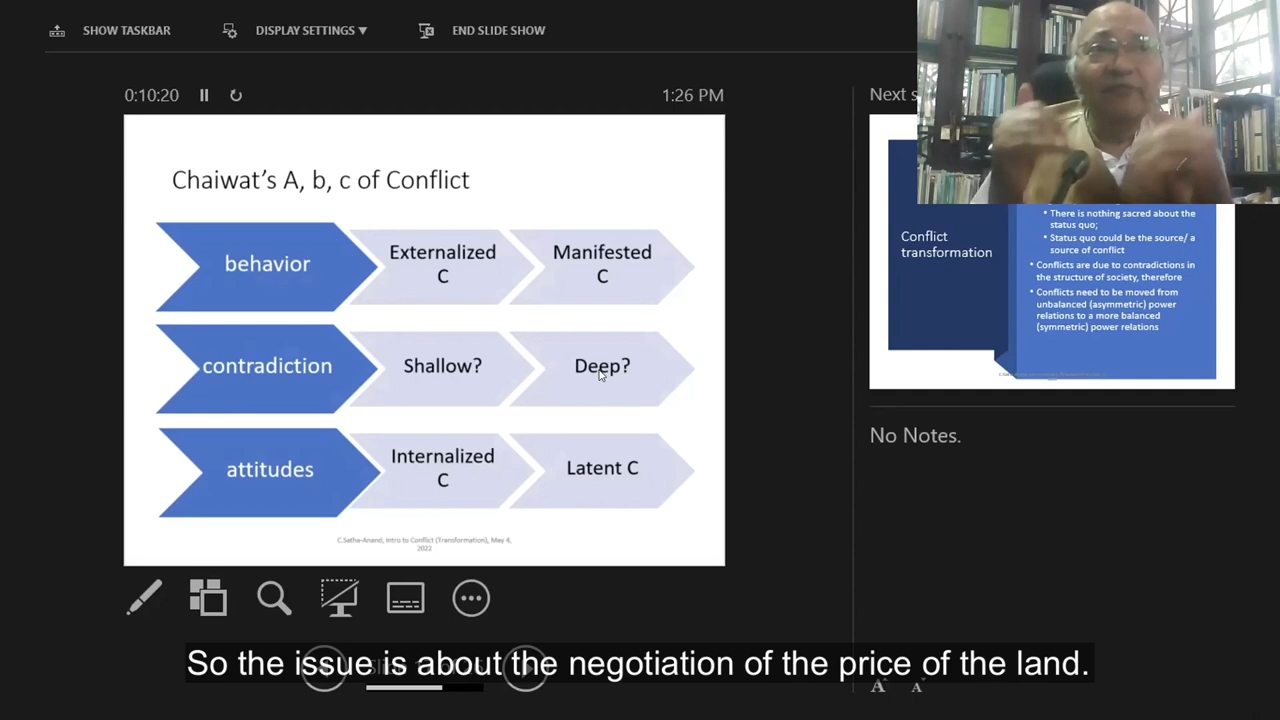 SHOW TASKBAR
DISPLAY SETTINGS ▼
END SLIDE SHOW
0:10:20
1:26 PM
Next s
Chaiwat's A, b, c of Conflict
behavior
Externalized
C
Manifested
C
contradiction
Shallow?
Deep?
attitudes
Internalized
C
Latent C
C.Satha-Anand, Intro to Conflict (Transformation), May 4,
2022
Conflict
transformation
• There is nothing sacred about the
status quo;
• Status quo could be the source/ a
source of conflict
• Conflicts are due to contradictions in
the structure of society, therefore
• Conflicts need to be moved from
unbalanced (asymmetric) power
relations to a more balanced
(symmetric) power relations
No Notes.
So the issue is about the negotiation of the price of the land.
A A